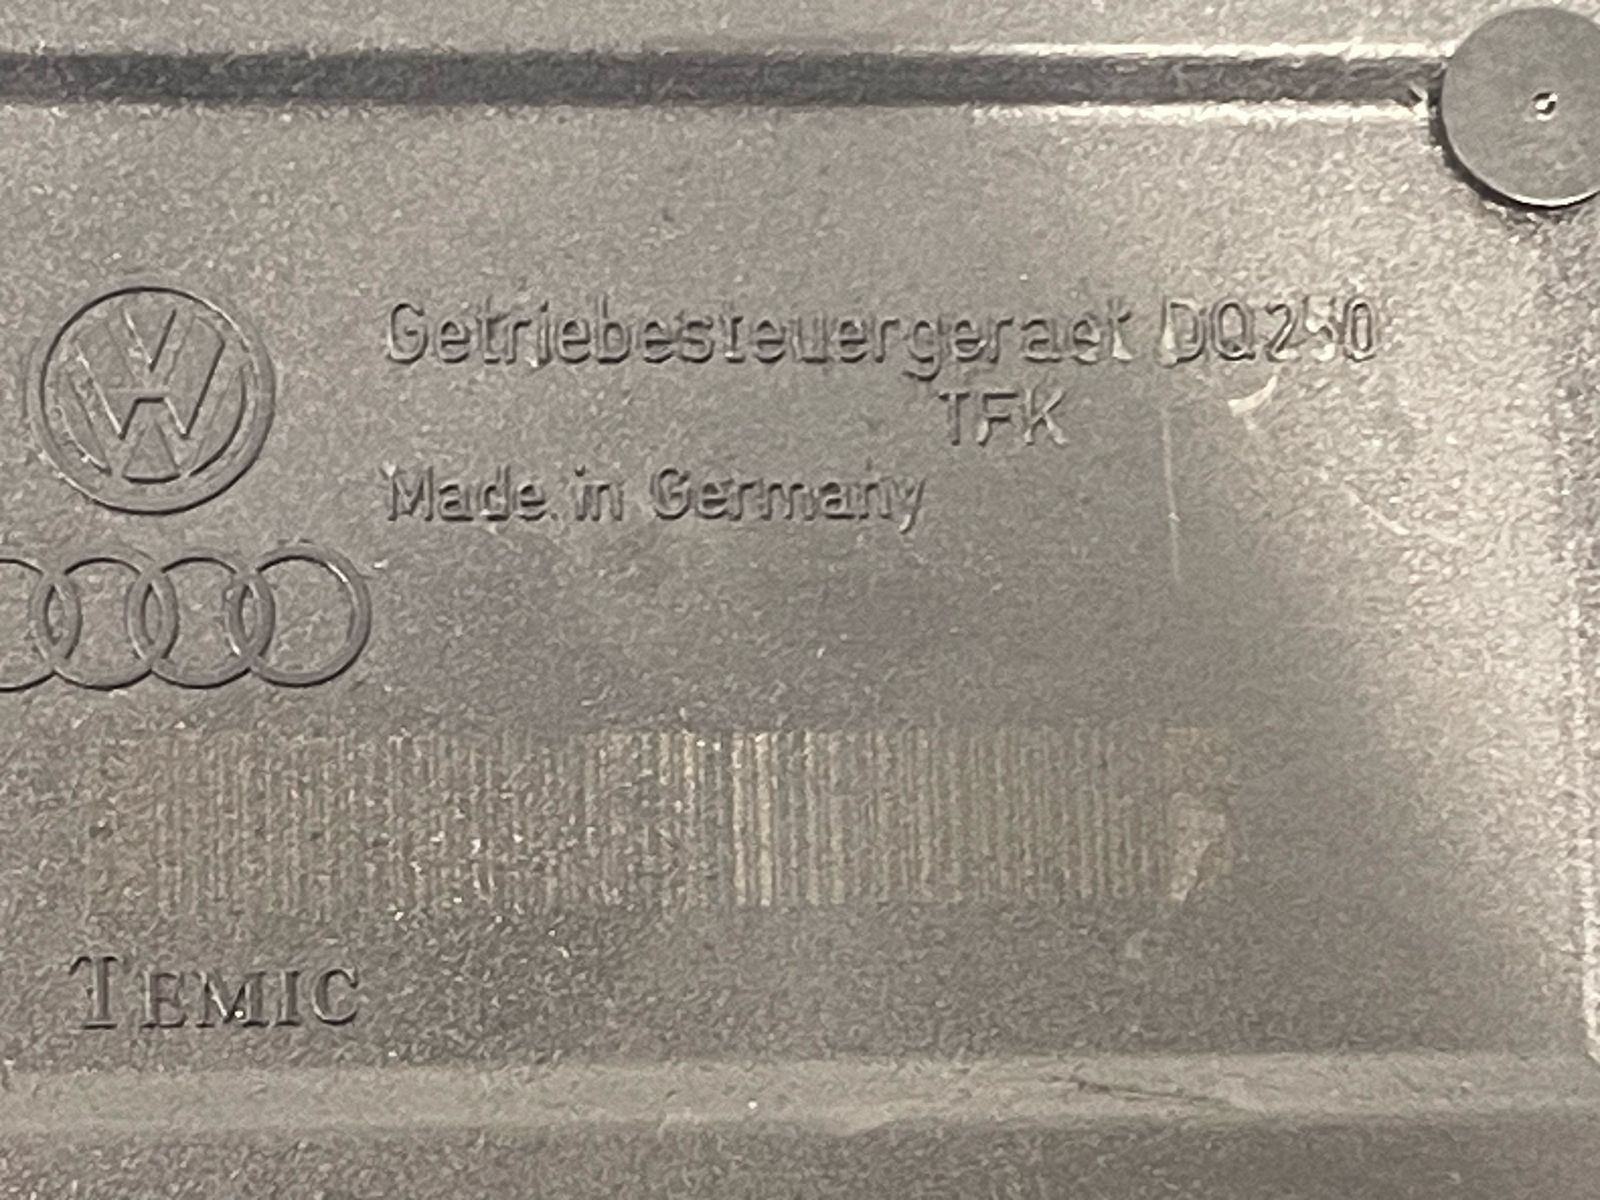 Getriebesteuergeraet DQ250
TFK
Made in Germany
TEMIC